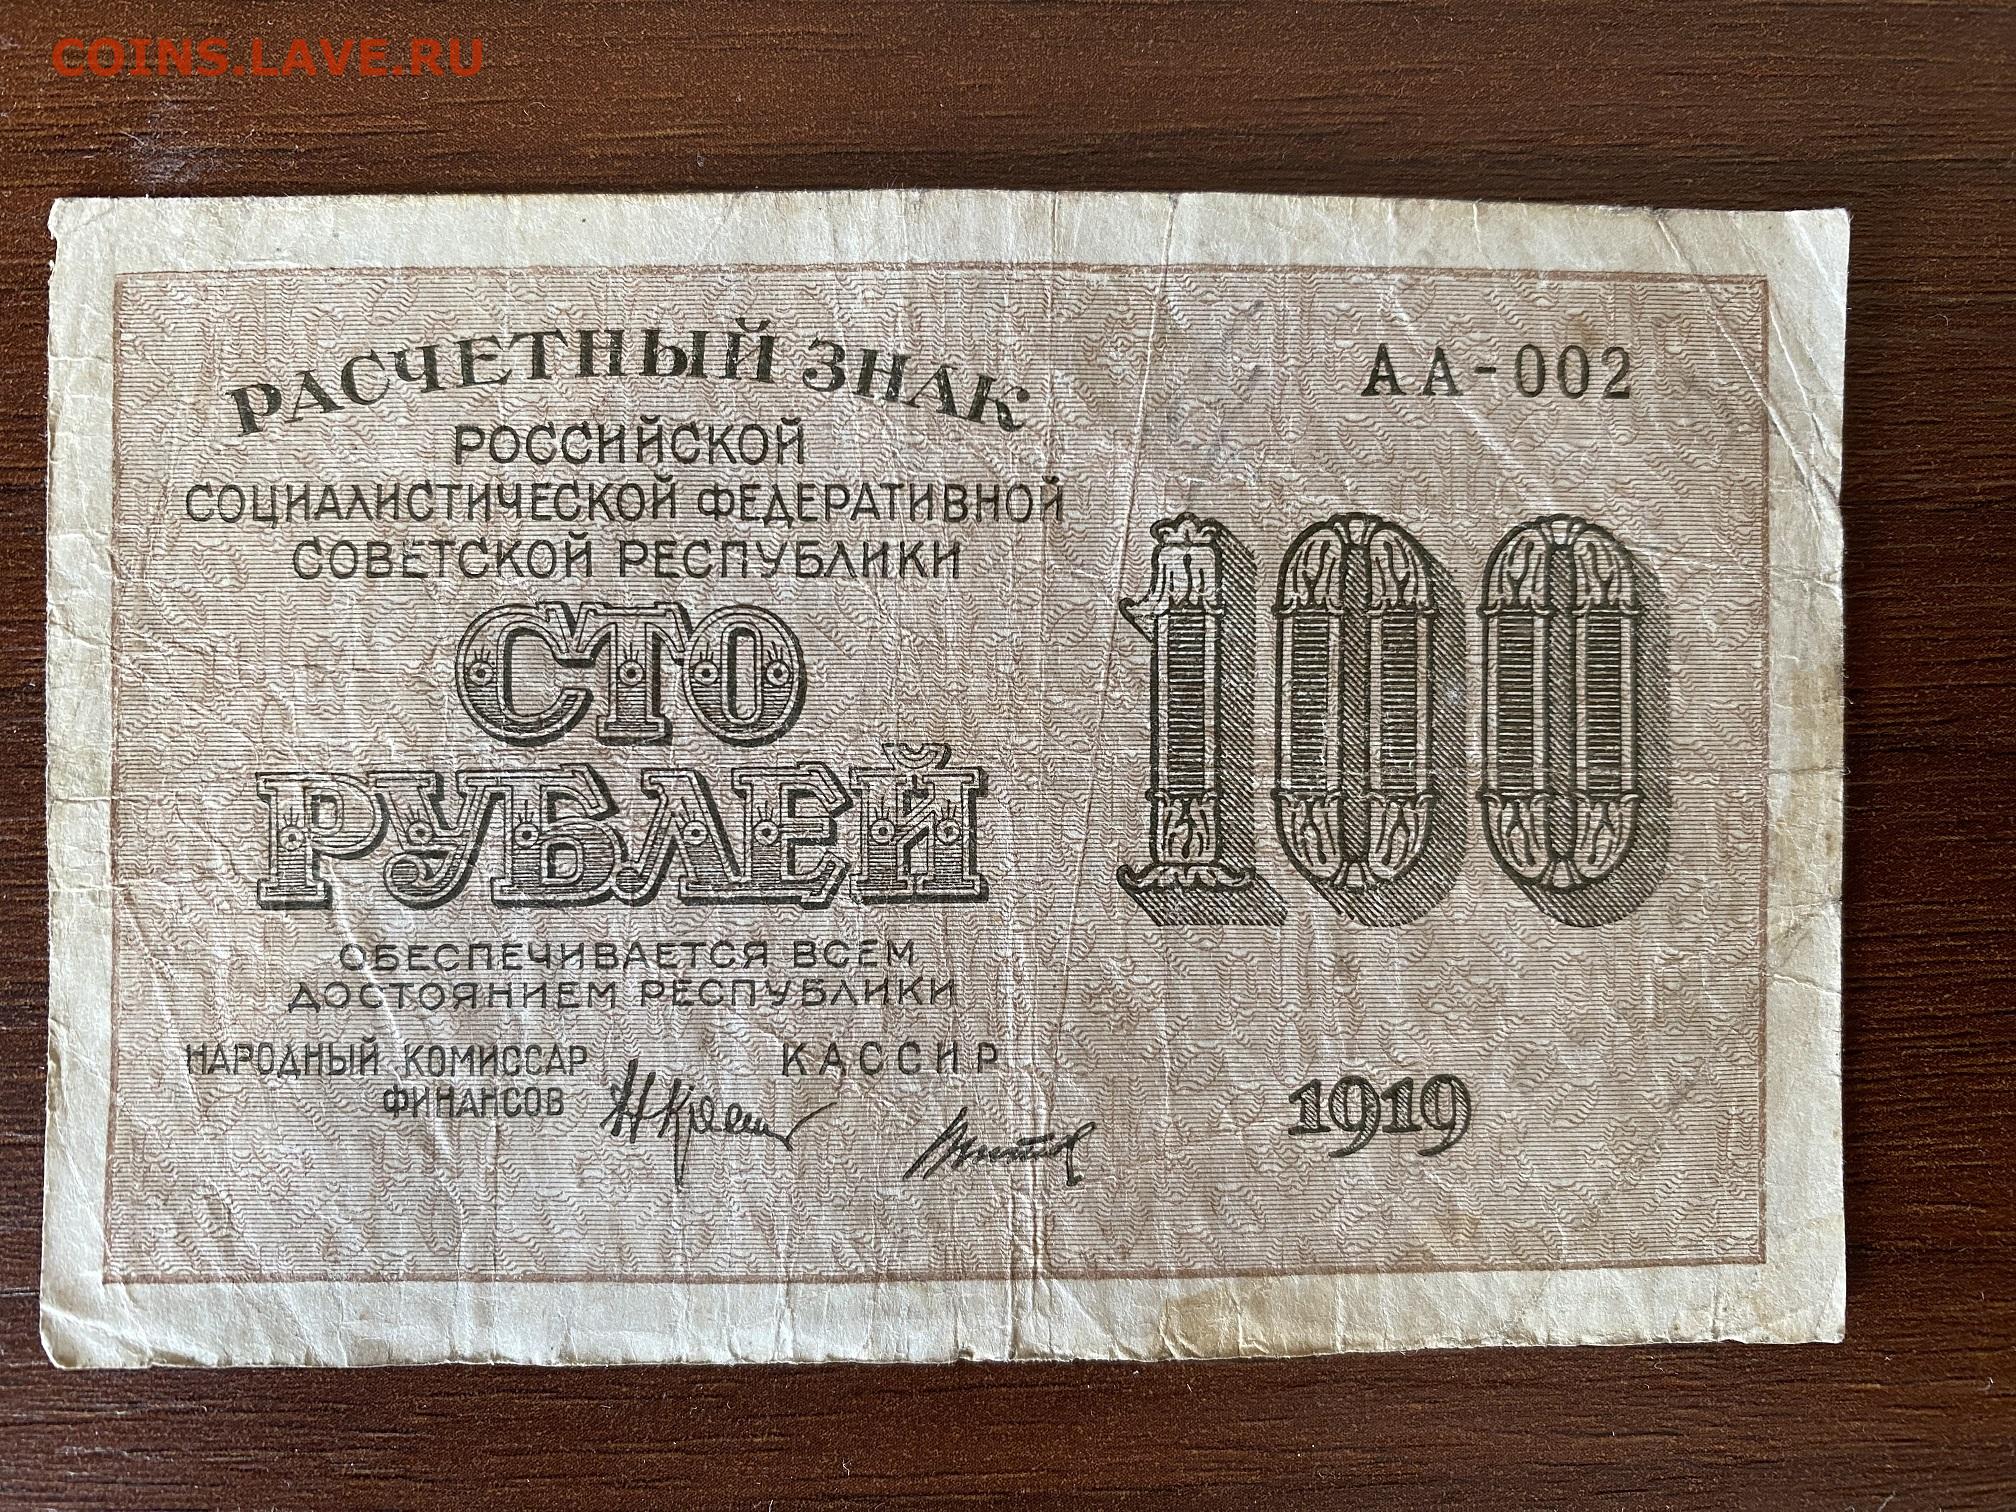 COINS.LAVE.RU
РАСЧЕТНЫЙ ЗНАК
РОССИЙСКОЙ
СОЦИАЛИСТИЧЕСКОЙ ФЕДЕРАТИВНОЙ
СОВЕТСКОЙ РЕСПУБЛИКИ
АА-002
СТО
РУБЛЕЙ
100
ОБЕСПЕЧИВАЕТСЯ ВСЕМ
ДОСТОЯНИЕМ РЕСПУБЛИКИ
НАРОДНЫЙ КОМИССАР
ФИНАНСОВ
КАССИР
1919